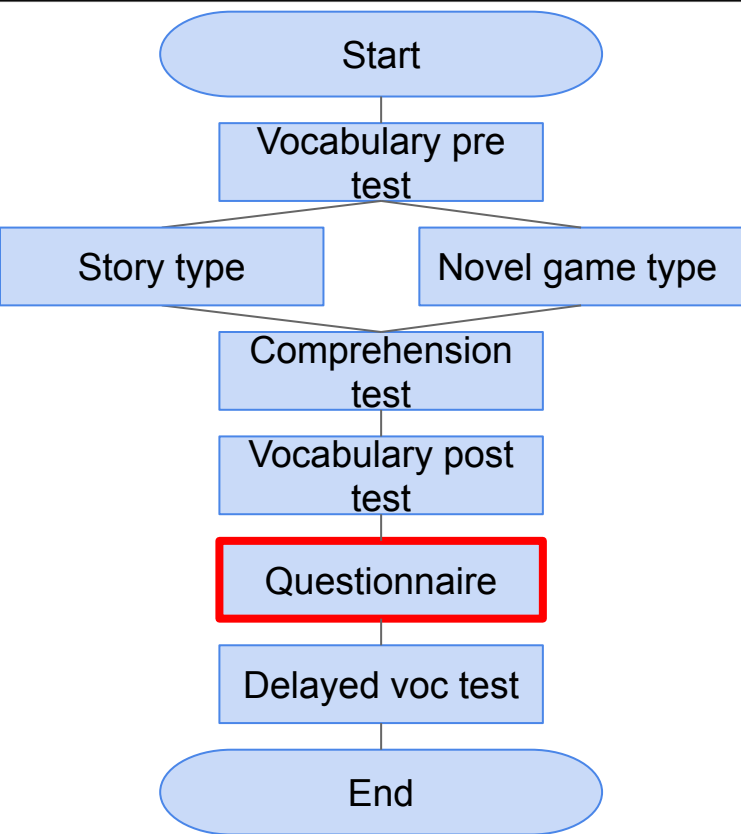 Start
Vocabulary pre
test
Story type
Novel game type
Comprehension
test
Vocabulary post
test
Questionnaire
Delayed voc test
End